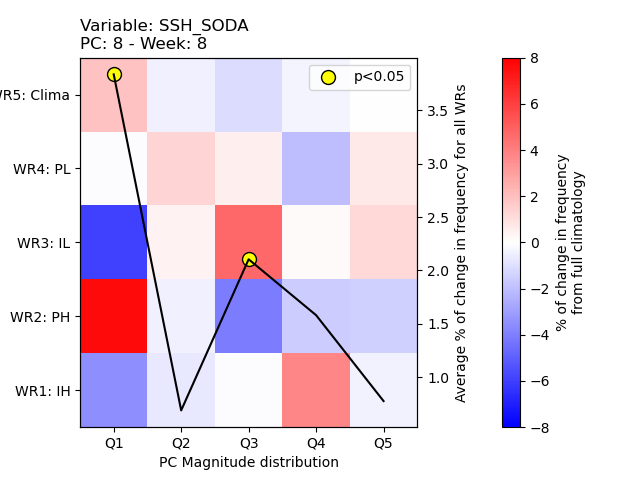 Variable: SSH_SODA
PC: 8 - Week: 8
p<0.05
WR5: Clima
WR4: PL
WR3: IL
WR2: PH
WR1: IH
Q1 Q2 Q3 Q4 Q5
PC Magnitude distribution
3.5
3.0
2.5
2.0
1.5
1.0
Average % of change in frequency for all WRs
8
6
4
2
0
−2
−4
−6
−8
% of change in frequency
from full climatology